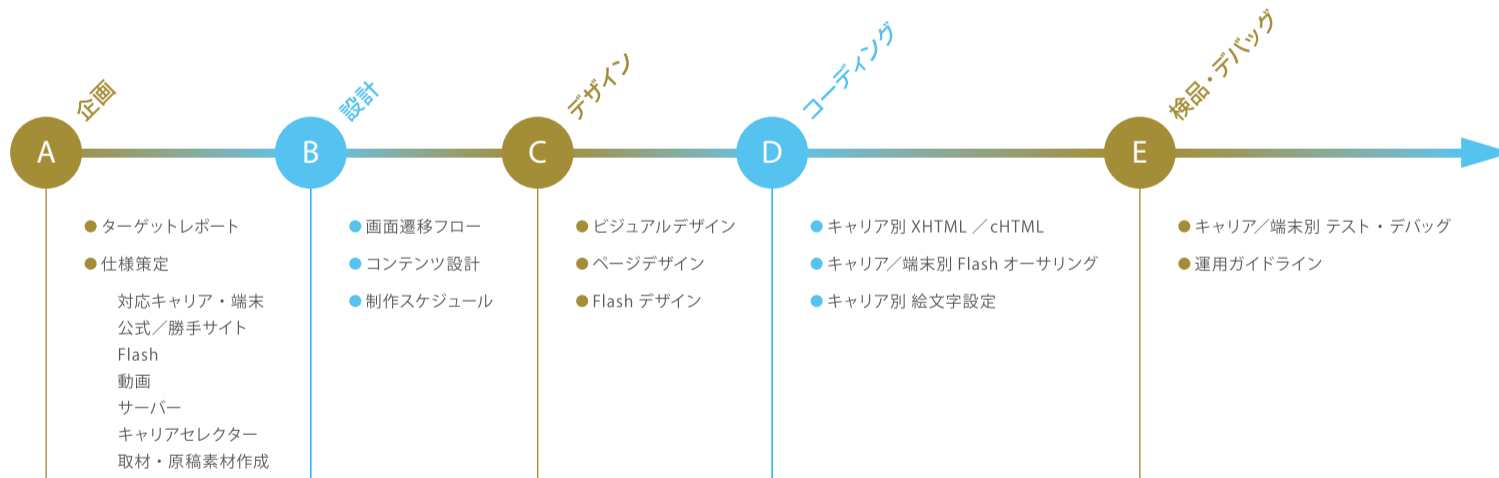 企画
設計
デザイン
コーディング
検品・デバッグ
A
B
C
D
E
● ターゲットレポート
● 仕様策定
対応キャリア・端末
公式／勝手サイト
Flash
動画
サーバー
キャリアセレクター
取材・原稿素材作成
● 画面遷移フロー
● コンテンツ設計
● 制作スケジュール
● ビジュアルデザイン
● ページデザイン
● Flash デザイン
● キャリア別 XHTML ／ cHTML
● キャリア／端末別 Flash オーサリング
● キャリア別 絵文字設定
● キャリア／端末別 テスト・デバッグ
● 運用ガイドライン